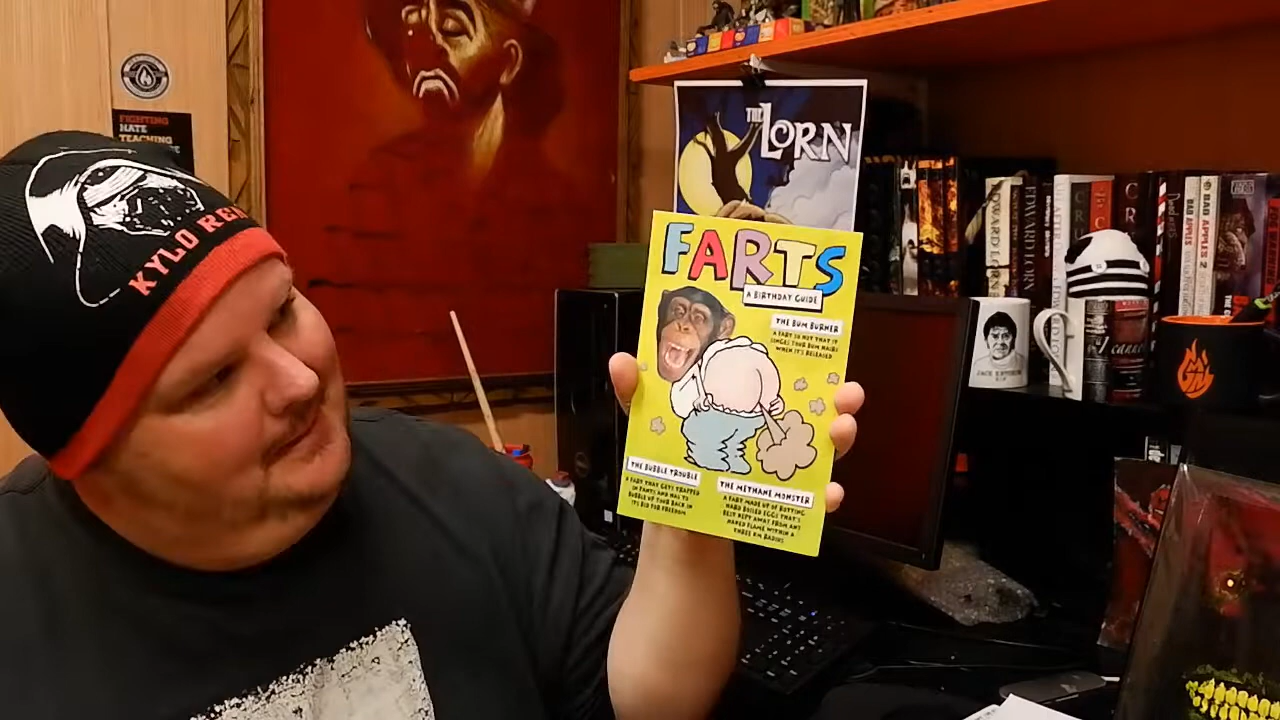 FIGHTING
HATE
TEACHING
KYLO REN
THE
LORN
FARTS
A BIRTHDAY GUIDE
THE BUM BURNER
A FART SO HOT THAT IT
SINGES YOUR BUM HAIRS
WHEN IT'S RELEASED
THE BUBBLE TROUBLE
A FART THAT GETS TRAPPED
IN PANTS AND HAS TO
BUBBLE UP YOUR BACK IN
ITS BID FOR FREEDOM
THE METHANE MONSTER
A FART MADE UP OF ROTTING
HARD BOILED EGGS THAT'S
BEST KEPT AWAY FROM ANY
NAKED FLAME WITHIN A
THREE KM RADIUS
EDWARD LORN
EDWARD LORN
BAD APPLES
BAD APPLES 2
I cannot